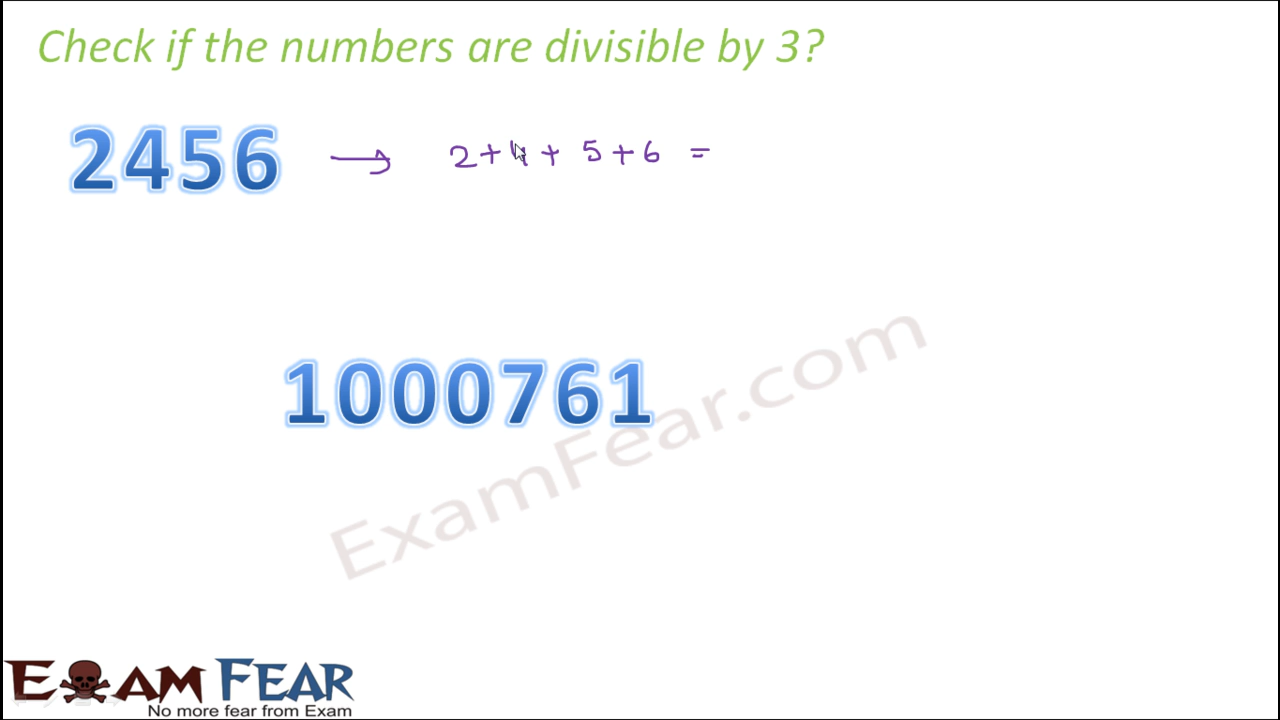 Check if the numbers are divisible by 3?
2456 → 2+4+5+6 =
1000761
ExamFear.com
EXAM FEAR
No more fear from Exam